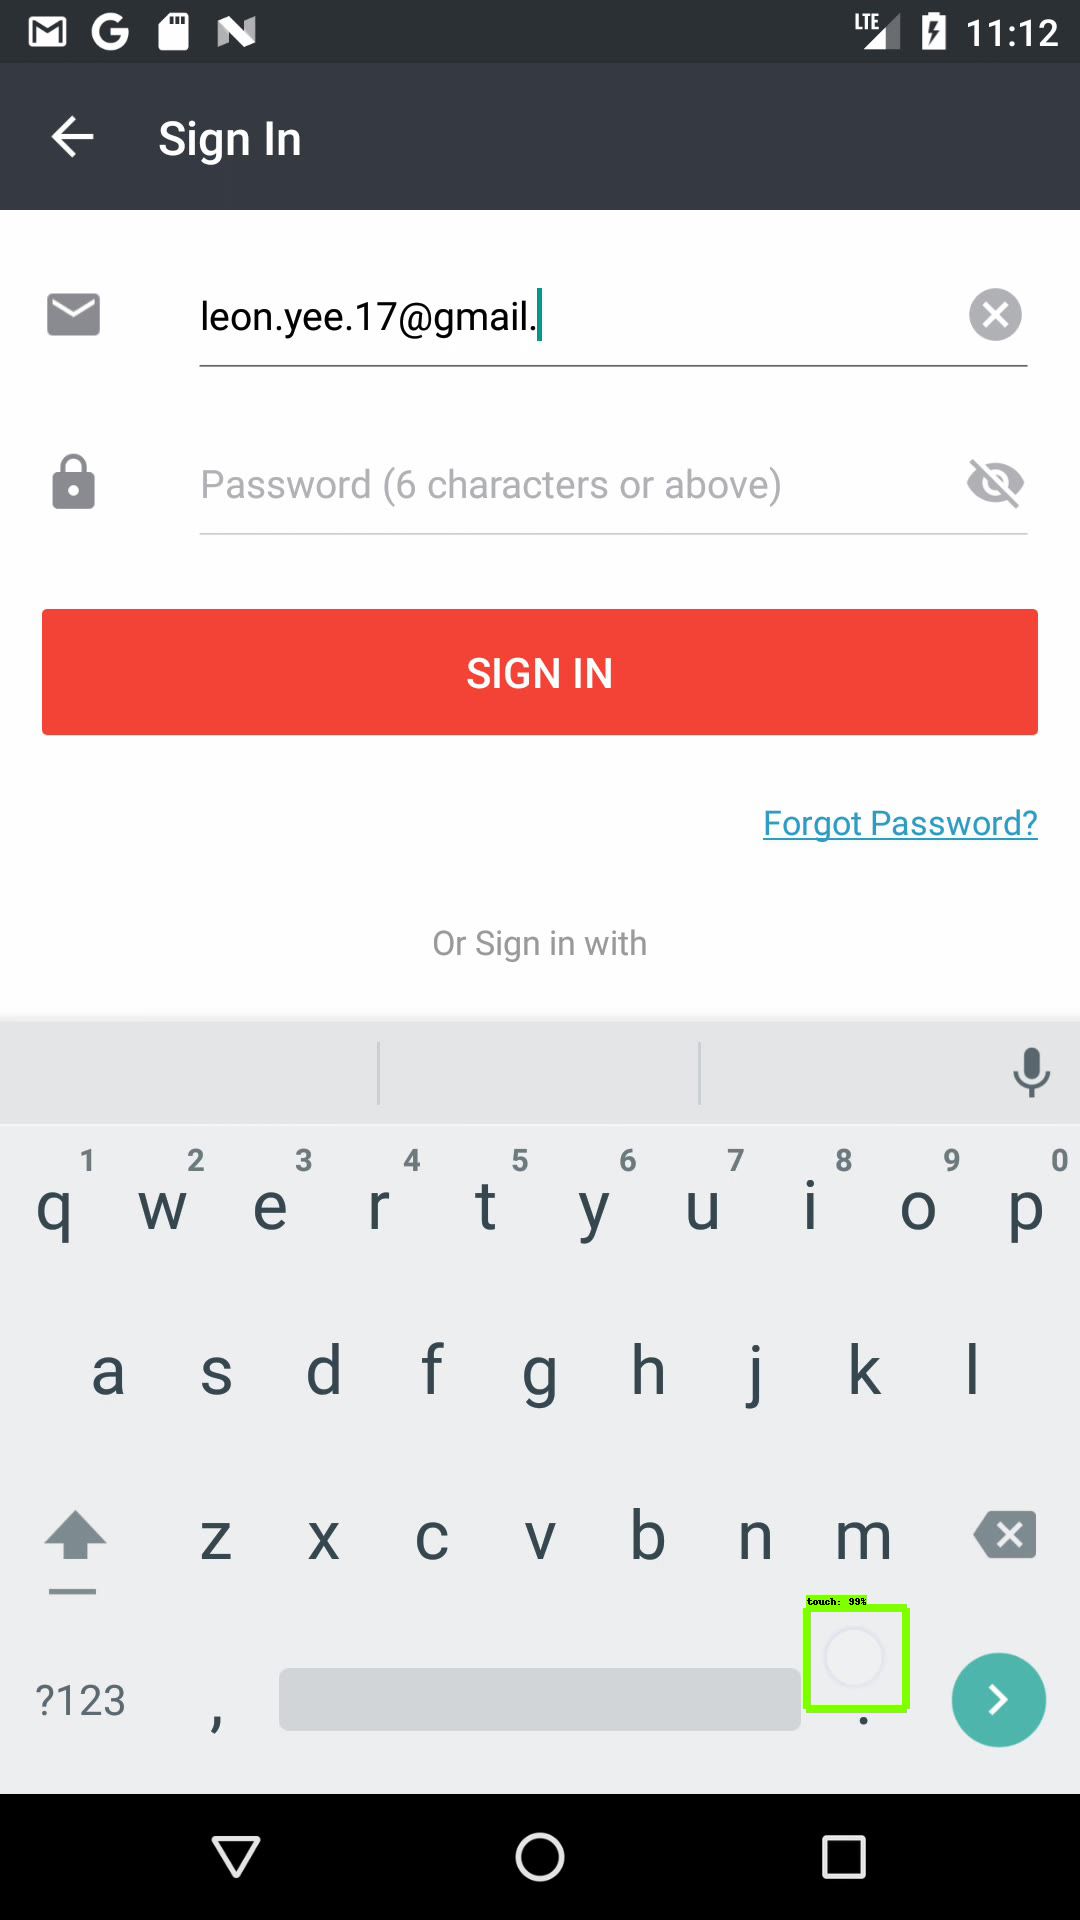 LTE 11:12
Sign In
leon.yee.17@gmail.
Password (6 characters or above)
SIGN IN
Forgot Password?
Or Sign in with
1 2 3 4 5 6 7 8 9 0
q w e r t y u i o p
a s d f g h j k l
z x c v b n m
touch: 99%
?123 , .